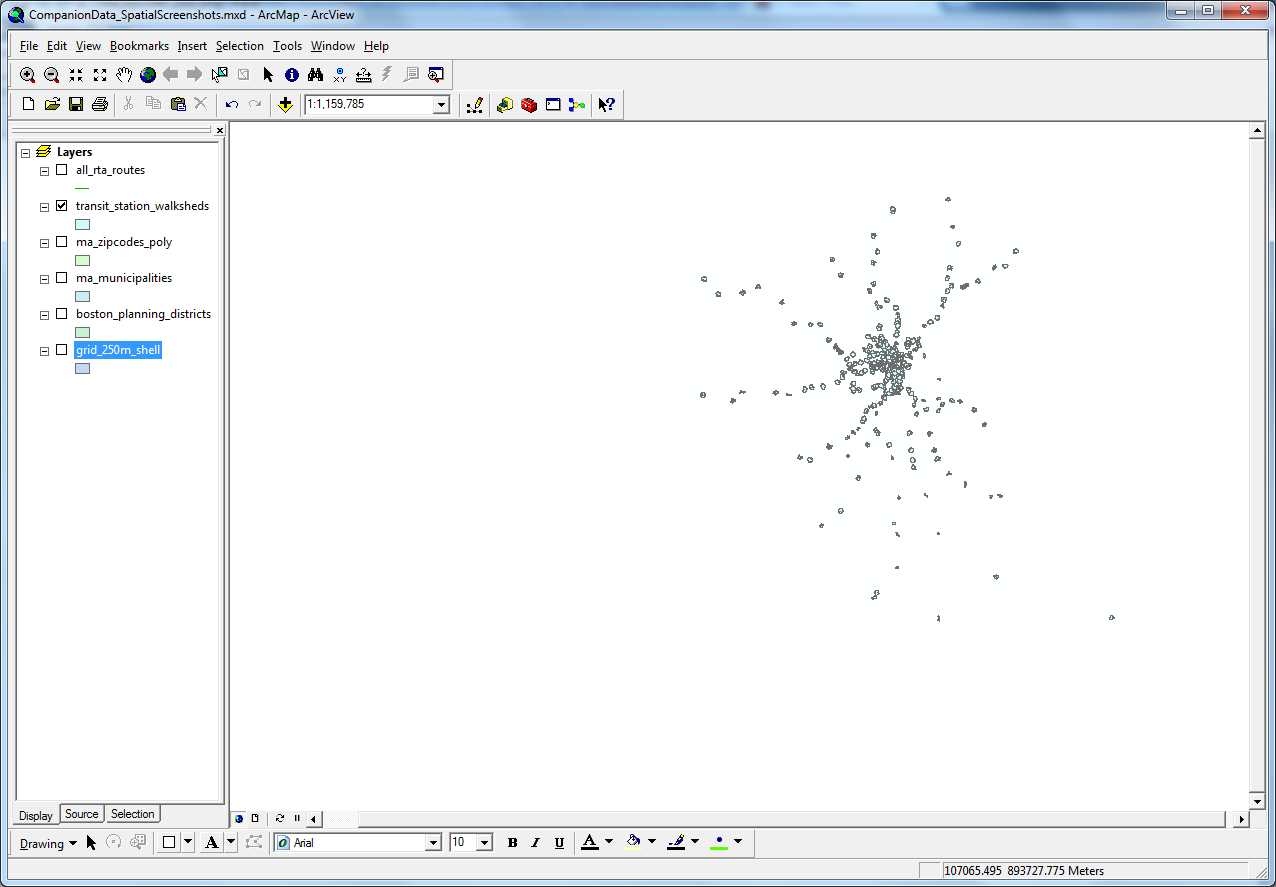 CompanionData_SpatialScreenshots.mxd - ArcMap - ArcView
File Edit View Bookmarks Insert Selection Tools Window Help
1:1,159,785
Layers
all_rta_routes
transit_station_walksheds
ma_zipcodes_poly
ma_municipalities
boston_planning_districts
grid_250m_shell
Display Source Selection
Drawing A Arial 10 B I U A
107065.495 893727.775 Meters